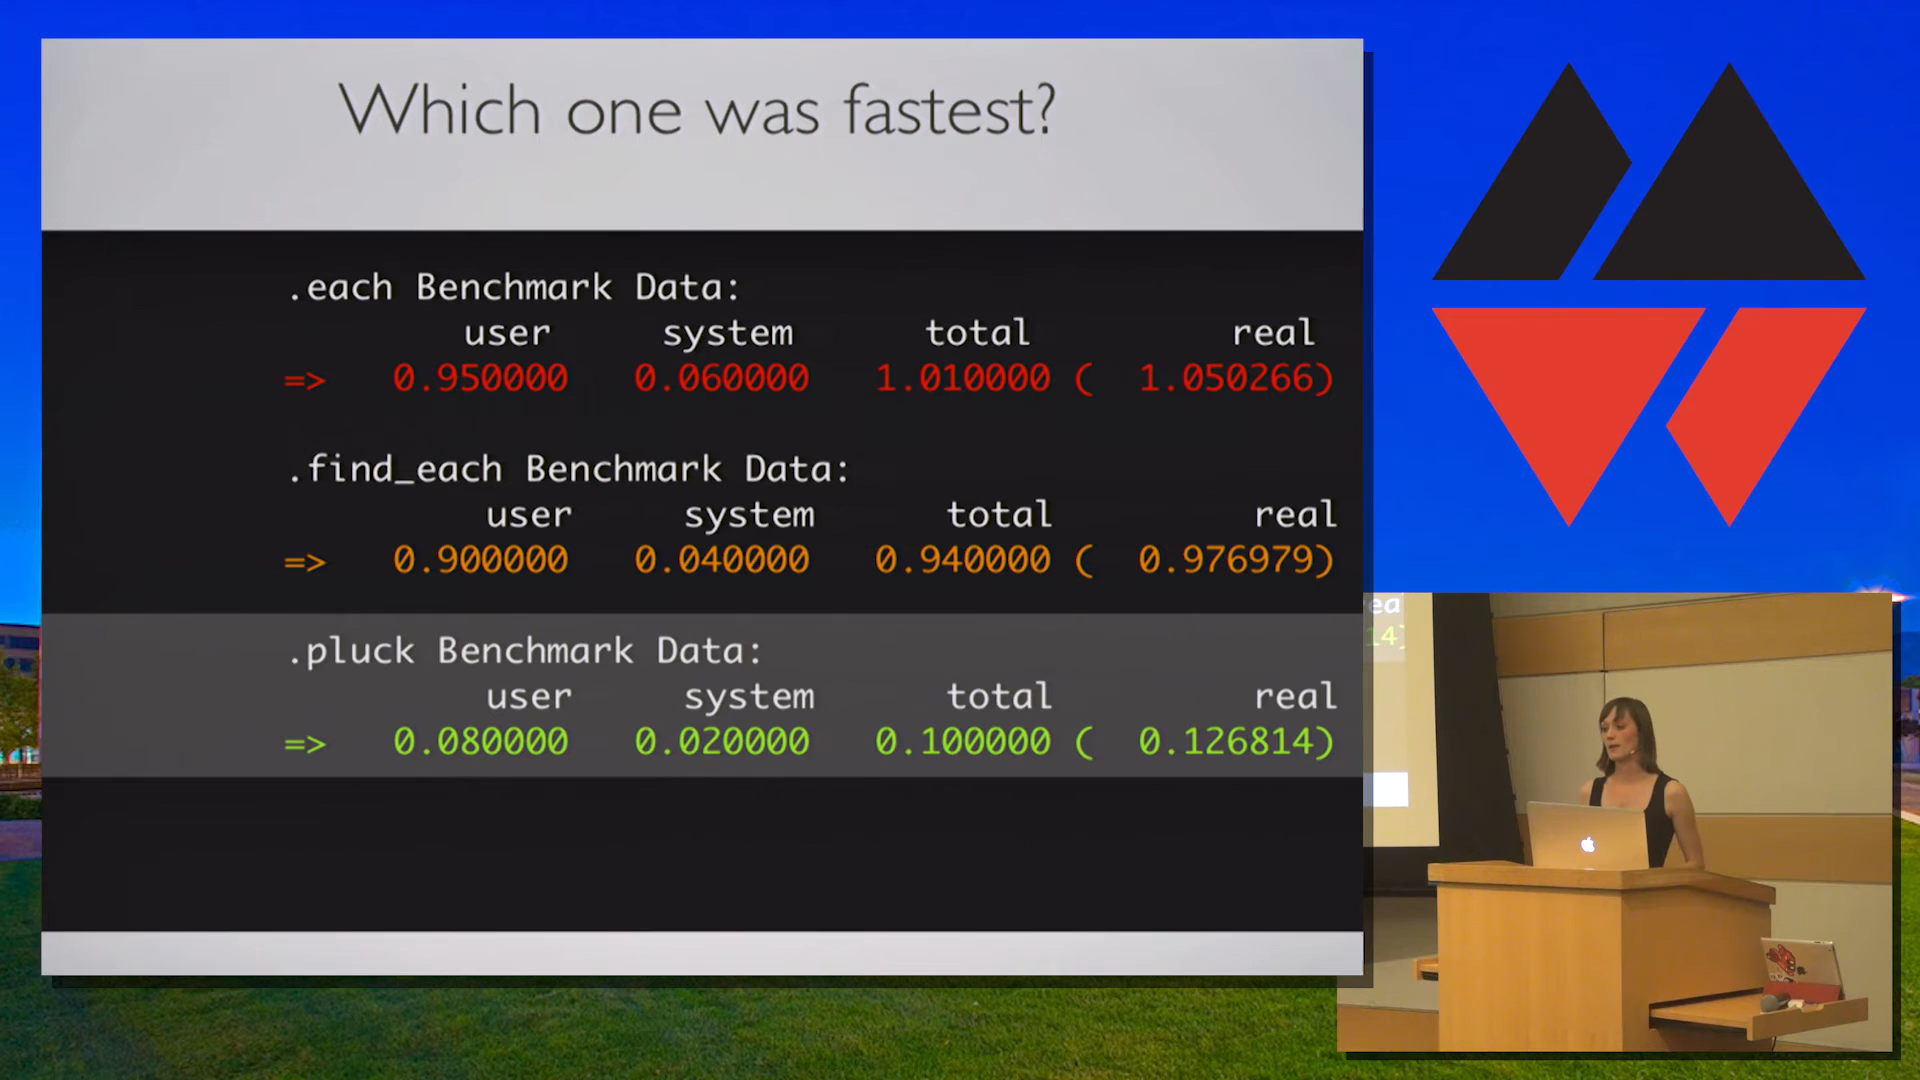 Which one was fastest?
.each Benchmark Data:
user system total real
=> 0.950000 0.060000 1.010000 ( 1.050266)
.find_each Benchmark Data:
user system total real
=> 0.900000 0.040000 0.940000 ( 0.976979)
.pluck Benchmark Data:
user system total real
=> 0.080000 0.020000 0.100000 ( 0.126814)
ea
14)